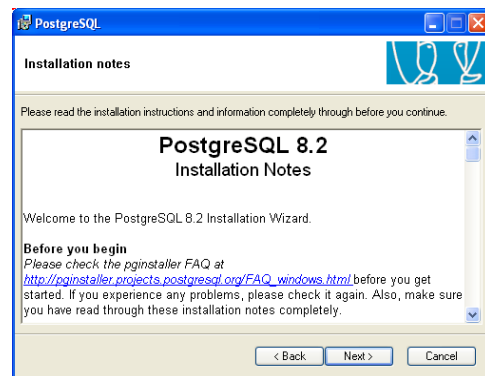 PostgreSQL
Installation notes
Please read the installation instructions and information completely through before you continue.
PostgreSQL 8.2
Installation Notes
Welcome to the PostgreSQL 8.2 Installation Wizard.
Before you begin
Please check the pginstaller FAQ at
http://pginstaller.projects.postgresql.org/FAQ_windows.html before you get
started. If you experience any problems, please check it again. Also, make sure
you have read through these installation notes completely.
< Back Next > Cancel